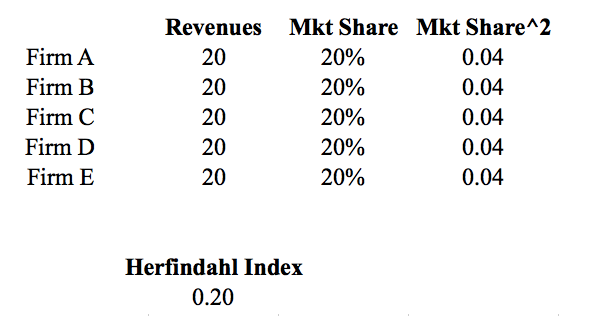 Revenues Mkt Share Mkt Share^2
Firm A 20 20% 0.04
Firm B 20 20% 0.04
Firm C 20 20% 0.04
Firm D 20 20% 0.04
Firm E 20 20% 0.04
Herfindahl Index
0.20